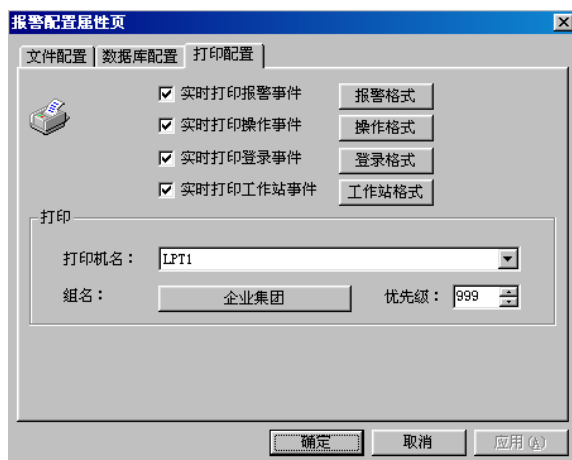 报警配置属性页
文件配置 数据库配置 打印配置
实时打印报警事件 报警格式
实时打印操作事件 操作格式
实时打印登录事件 登录格式
实时打印工作站事件 工作站格式
打印
打印机名： LPT1
组名： 企业集团 优先级： 999
确定 取消 应用(A)